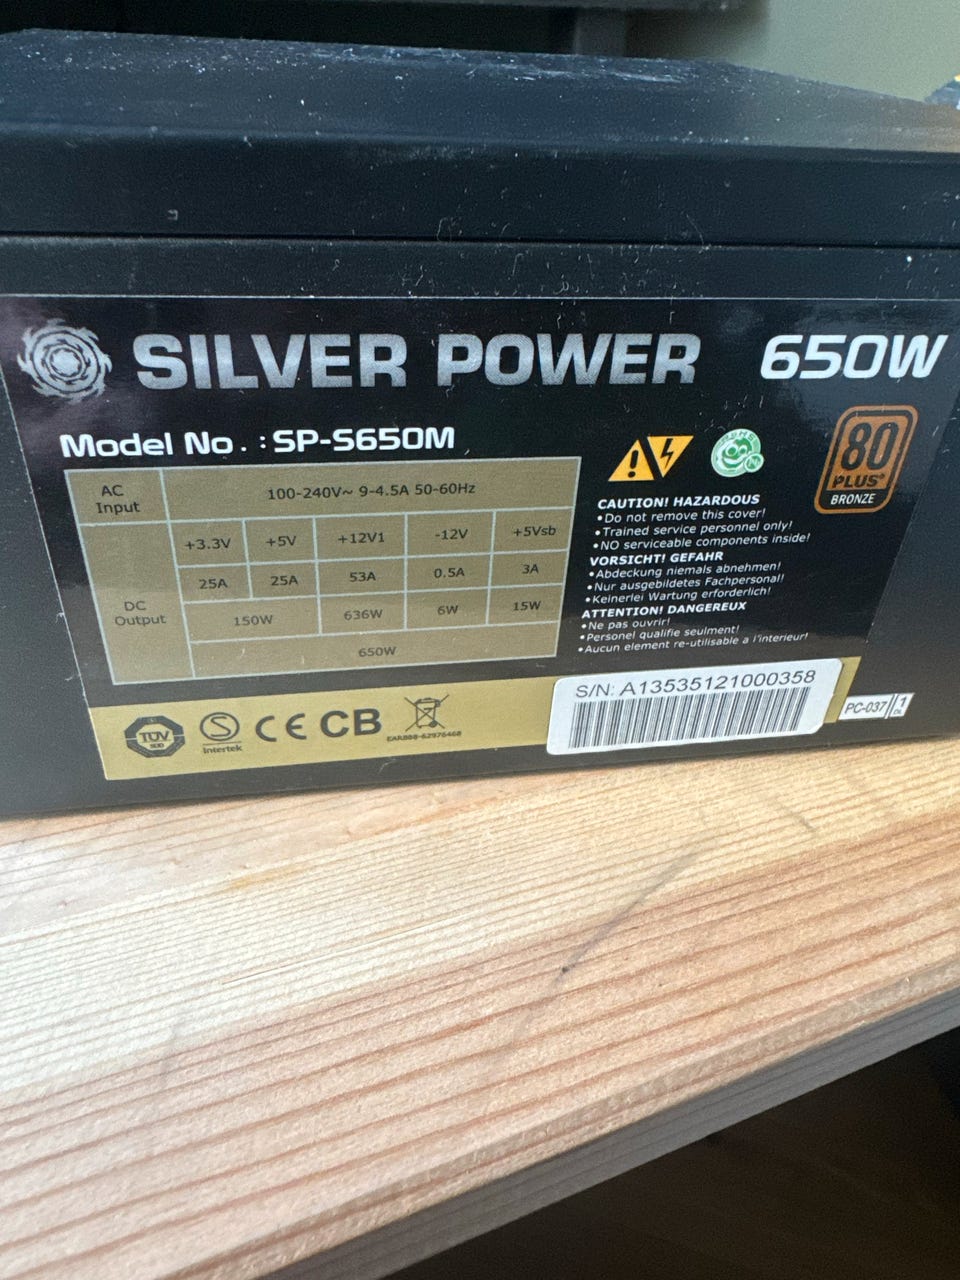 SILVER POWER 650W
Model No. : SP-S650M
AC Input 100-240V~ 9-4.5A 50-60Hz
DC Output
+3.3V +5V +12V1 -12V +5Vsb
25A 25A 53A 0.5A 3A
150W 636W 6W 15W
650W
80
PLUS®
BRONZE
CAUTION! HAZARDOUS
•Do not remove this cover!
•Trained service personnel only!
•NO serviceable components inside!
VORSICHT! GEFAHR
•Abdeckung niemals abnehmen!
•Nur ausgebildetes Fachpersonal!
•Keinerlei Wartung erforderlich!
ATTENTION! DANGEREUX
•Ne pas ouvrir!
•Personel qualifie seulment!
•Aucun element re-utilisable a l'interieur!
TÜV
SÜD
S
Intertek
CE CB
S/N: A13535121000358
PC-037
1